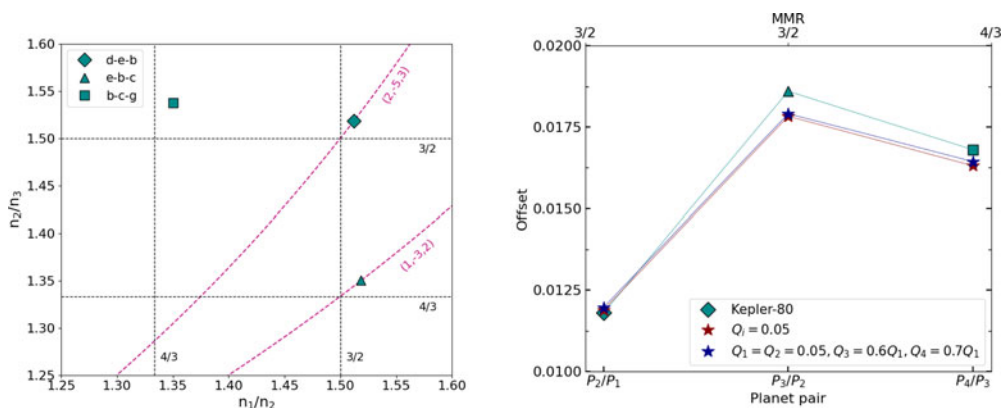 1.60
1.55
1.50
1.45
1.40
1.35
1.30
1.25
n₂/n₃
d-e-b
e-b-c
b-c-g
(2,-5,3)
3/2
(1,-3,2)
4/3
4/3
3/2
1.25 1.30 1.35 1.40 1.45 1.50 1.55 1.60
n₁/n₂
MMR
3/2 3/2 4/3
0.0200
0.0175
0.0150
0.0125
0.0100
Offset
Kepler-80
Qᵢ = 0.05
Q₁ = Q₂ = 0.05, Q₃ = 0.6Q₁, Q₄ = 0.7Q₁
P₂/P₁ P₃/P₂ P₄/P₃
Planet pair